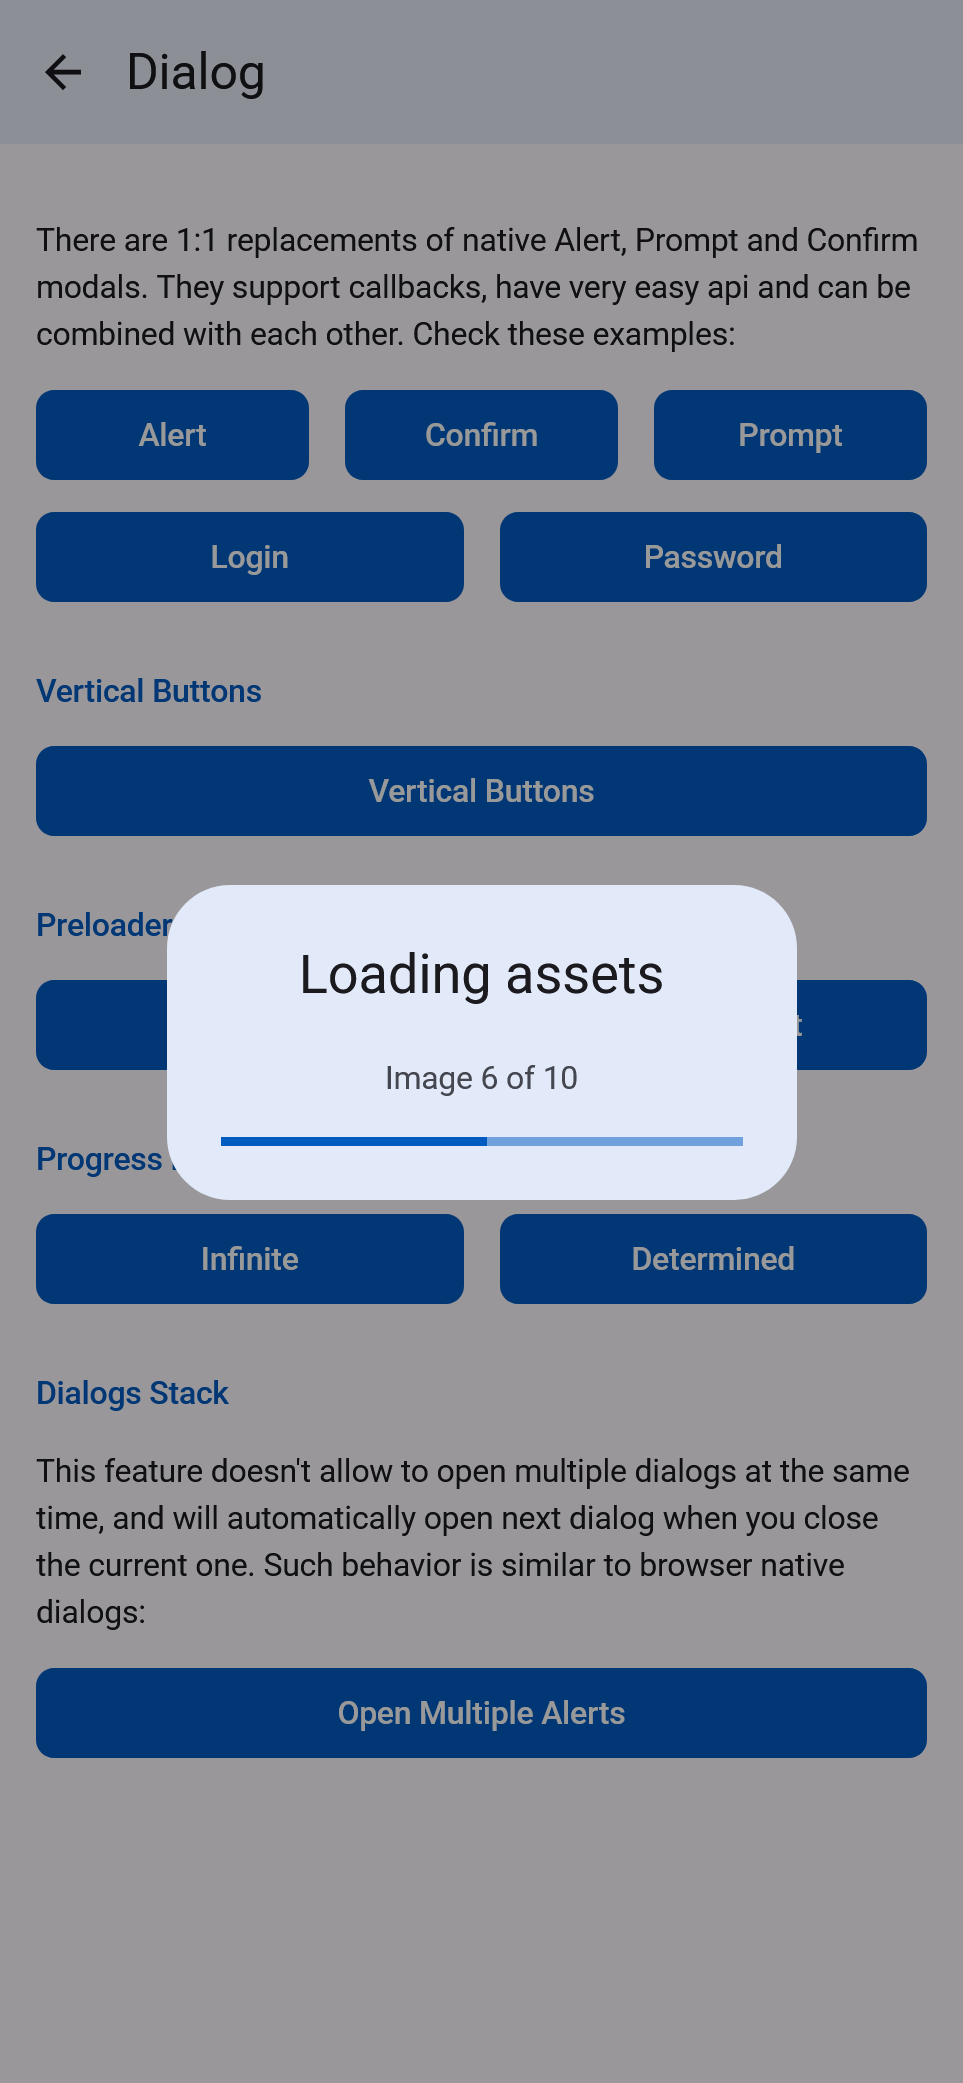 Dialog
There are 1:1 replacements of native Alert, Prompt and Confirm
modals. They support callbacks, have very easy api and can be
combined with each other. Check these examples:
Alert
Confirm
Prompt
Login
Password
Vertical Buttons
Vertical Buttons
Preloader
Loading assets
Image 6 of 10
Progress
Infinite
Determined
Dialogs Stack
This feature doesn't allow to open multiple dialogs at the same
time, and will automatically open next dialog when you close
the current one. Such behavior is similar to browser native
dialogs:
Open Multiple Alerts